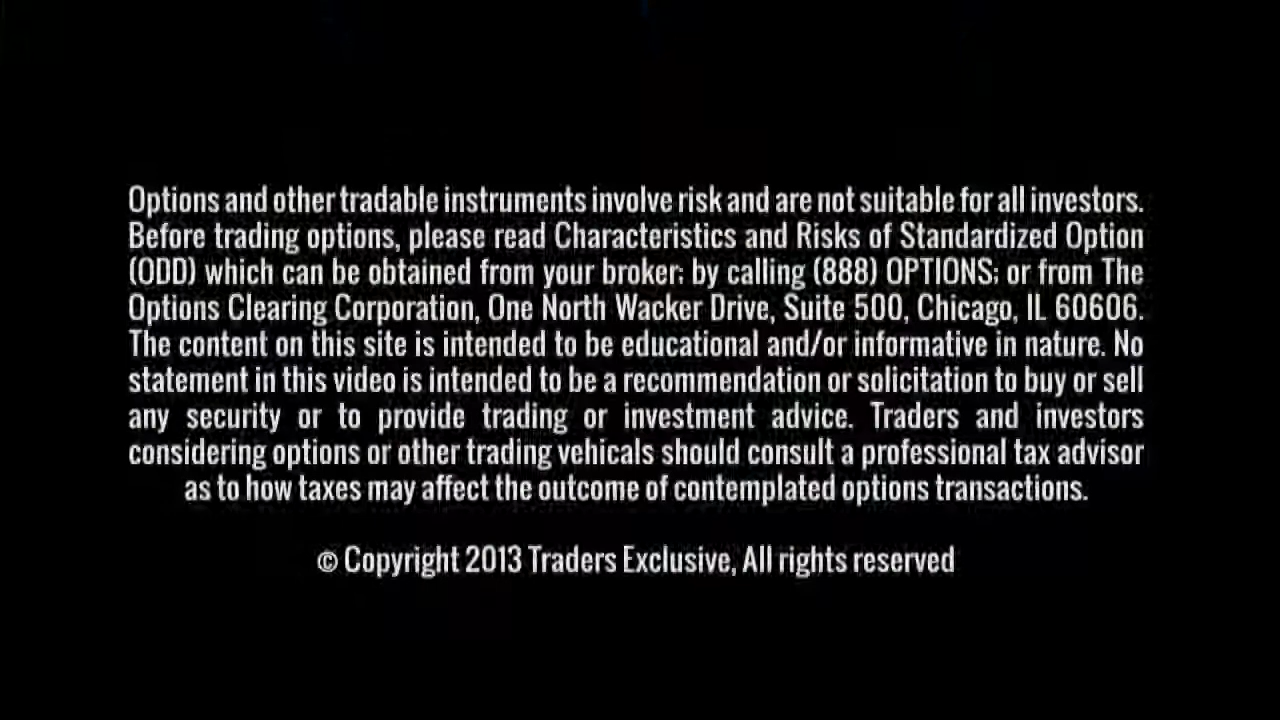 Options and other tradable instruments involve risk and are not suitable for all investors.
Before trading options, please read Characteristics and Risks of Standardized Option
(ODD) which can be obtained from your broker; by calling (888) OPTIONS; or from The
Options Clearing Corporation, One North Wacker Drive, Suite 500, Chicago, IL 60606.
The content on this site is intended to be educational and/or informative in nature. No
statement in this video is intended to be a recommendation or solicitation to buy or sell
any security or to provide trading or investment advice. Traders and investors
considering options or other trading vehicals should consult a professional tax advisor
as to how taxes may affect the outcome of contemplated options transactions.
© Copyright 2013 Traders Exclusive, All rights reserved